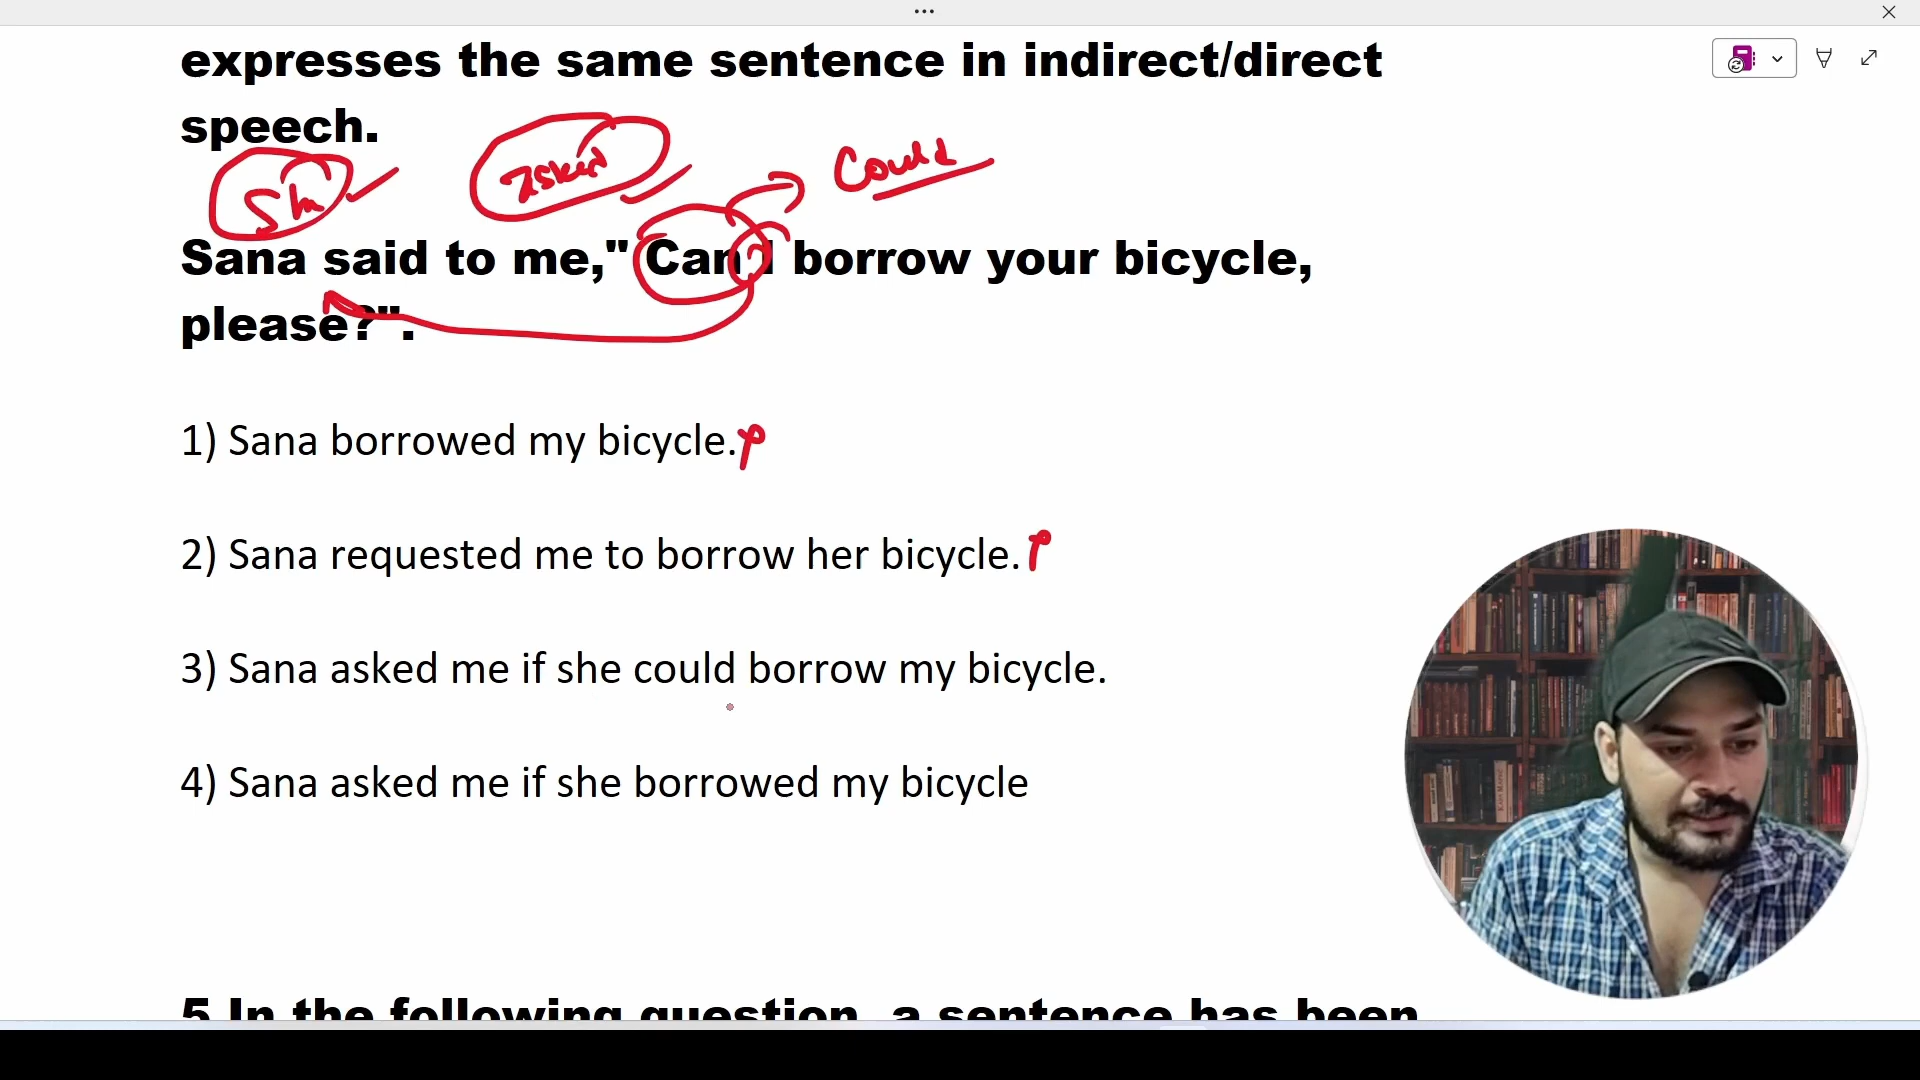 expresses the same sentence in indirect/direct
speech.
asked
Could
Sana said to me," Can I borrow your bicycle,
please?".
1) Sana borrowed my bicycle.
2) Sana requested me to borrow her bicycle.
3) Sana asked me if she could borrow my bicycle.
4) Sana asked me if she borrowed my bicycle
5 In the following question, a sentence has been